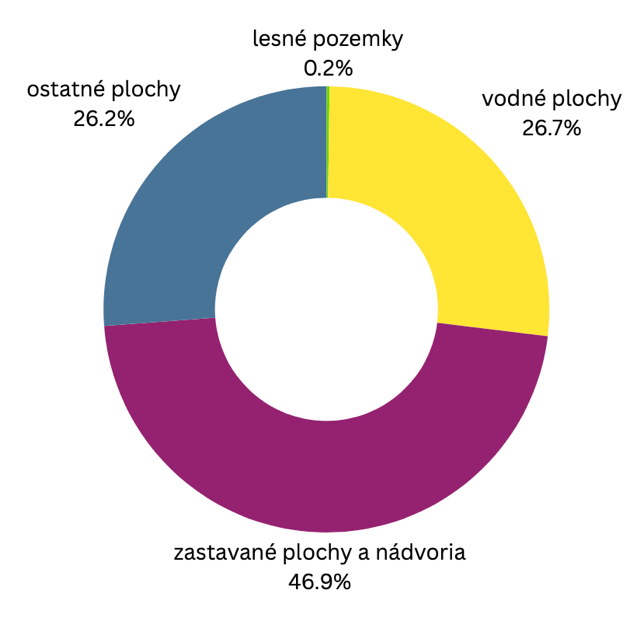 lesné pozemky
0.2%
ostatné plochy
26.2%
vodné plochy
26.7%
zastavané plochy a nádvoria
46.9%